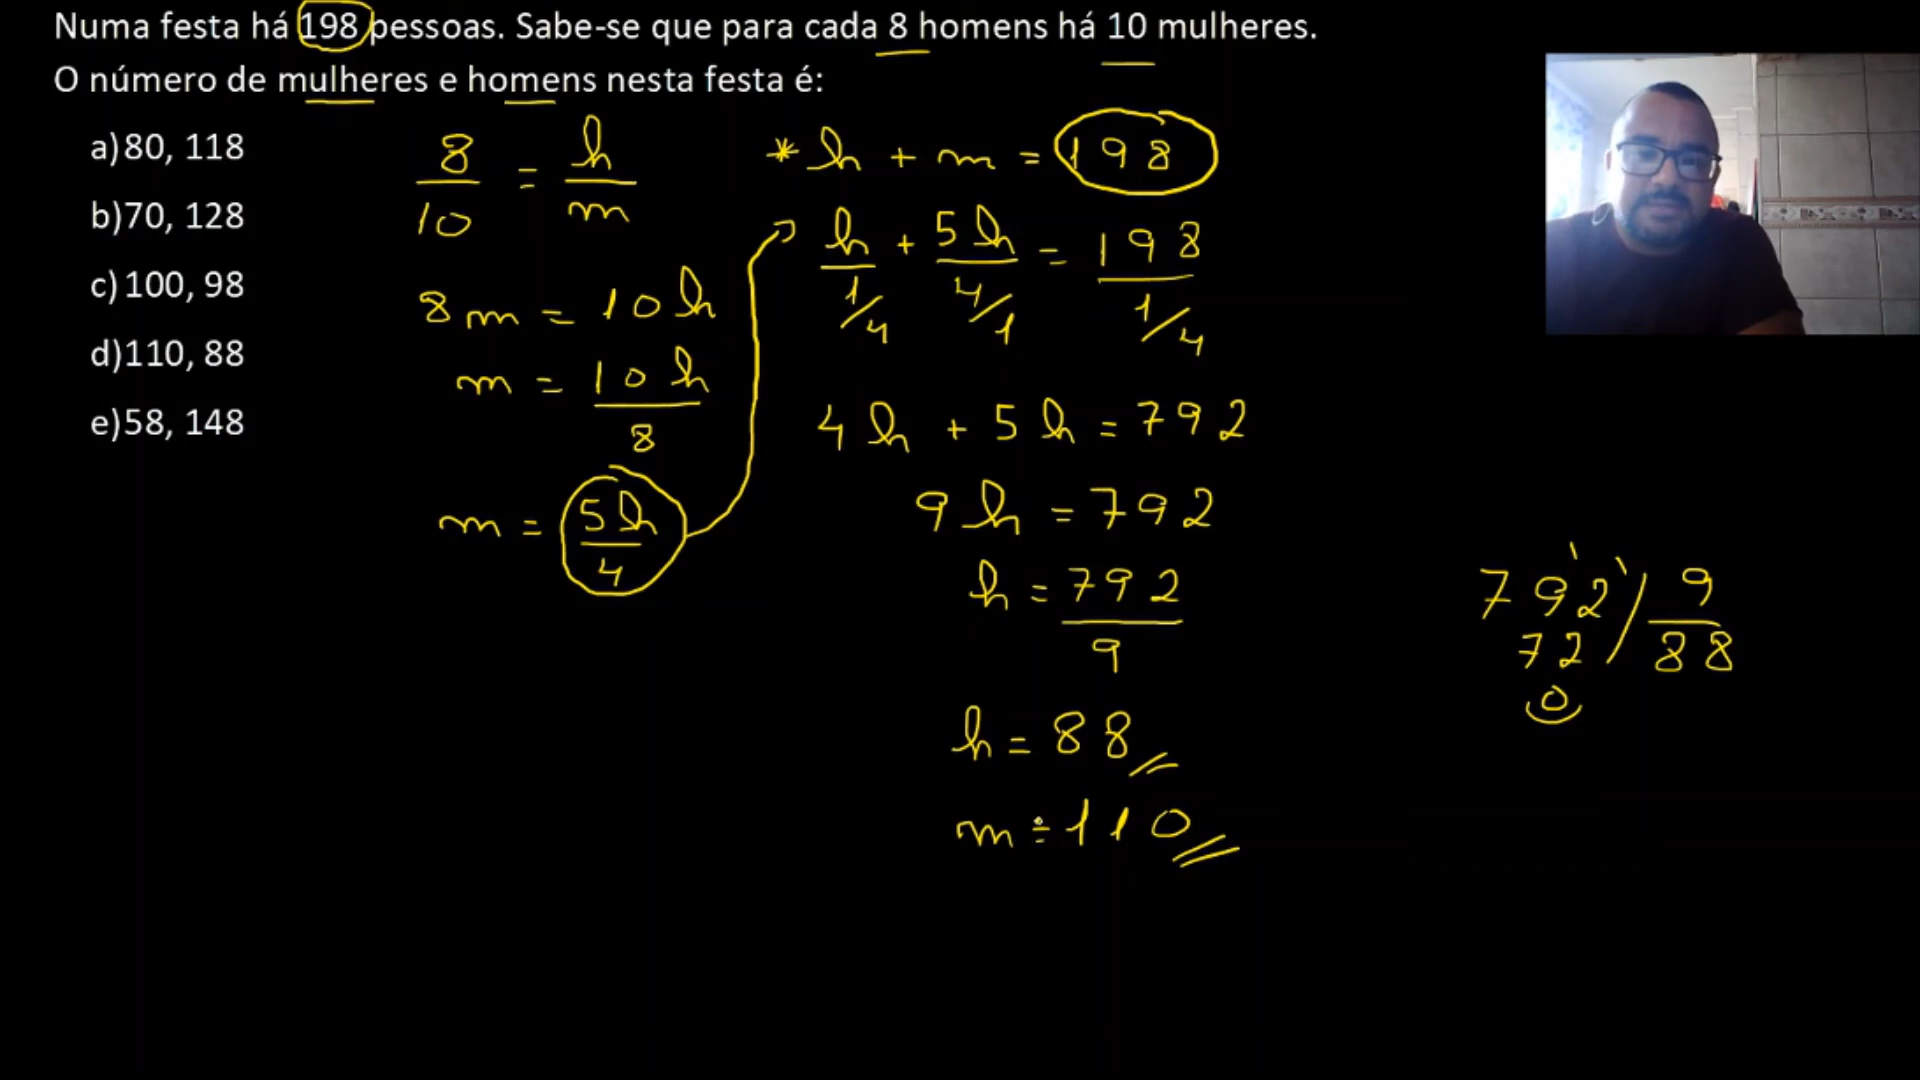 Numa festa há 198 pessoas. Sabe-se que para cada 8 homens há 10 mulheres.
O número de mulheres e homens nesta festa é:
a)80, 118
b)70, 128
c)100, 98
d)110, 88
e)58, 148
8/10 = h/m
8m = 10h
m = 10h/8
m = 5h/4
* h + m = 198
h/1/4 + 5h/4/1 = 198/1/4
4h + 5h = 792
9h = 792
h = 792/9
h = 88
m = 110
792 / 9
72 / 88
0